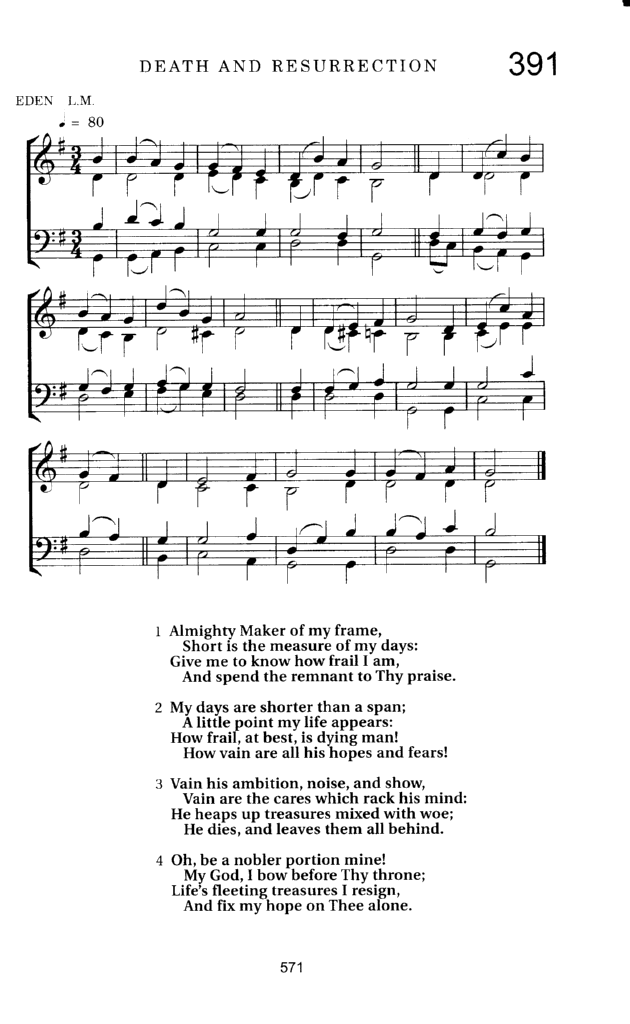 DEATH AND RESURRECTION 391
EDEN L.M.
♩ = 80
1 Almighty Maker of my frame,
Short is the measure of my days:
Give me to know how frail I am,
And spend the remnant to Thy praise.
2 My days are shorter than a span;
A little point my life appears:
How frail, at best, is dying man!
How vain are all his hopes and fears!
3 Vain his ambition, noise, and show,
Vain are the cares which rack his mind:
He heaps up treasures mixed with woe;
He dies, and leaves them all behind.
4 Oh, be a nobler portion mine!
My God, I bow before Thy throne;
Life's fleeting treasures I resign,
And fix my hope on Thee alone.
571